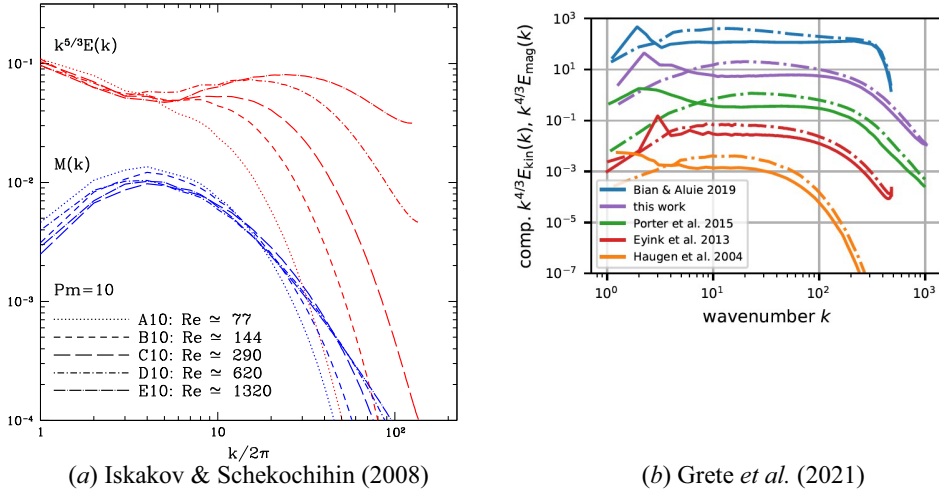 k^{5/3}E(k)
10^{-1}
M(k)
10^{-2}
10^{-3}
Pm=10
A10: Re ≃ 77
B10: Re ≃ 144
C10: Re ≃ 290
D10: Re ≃ 620
E10: Re ≃ 1320
10^{-4}
1 10 10^2
k/2π
(a) Iskakov & Schekochihin (2008)
comp. k^{4/3}E_{kin}(k), k^{4/3}E_{mag}(k)
10^3
10^1
10^{-1}
10^{-3}
10^{-5}
10^{-7}
Bian & Aluie 2019
this work
Porter et al. 2015
Eyink et al. 2013
Haugen et al. 2004
10^0 10^1 10^2 10^3
wavenumber k
(b) Grete et al. (2021)